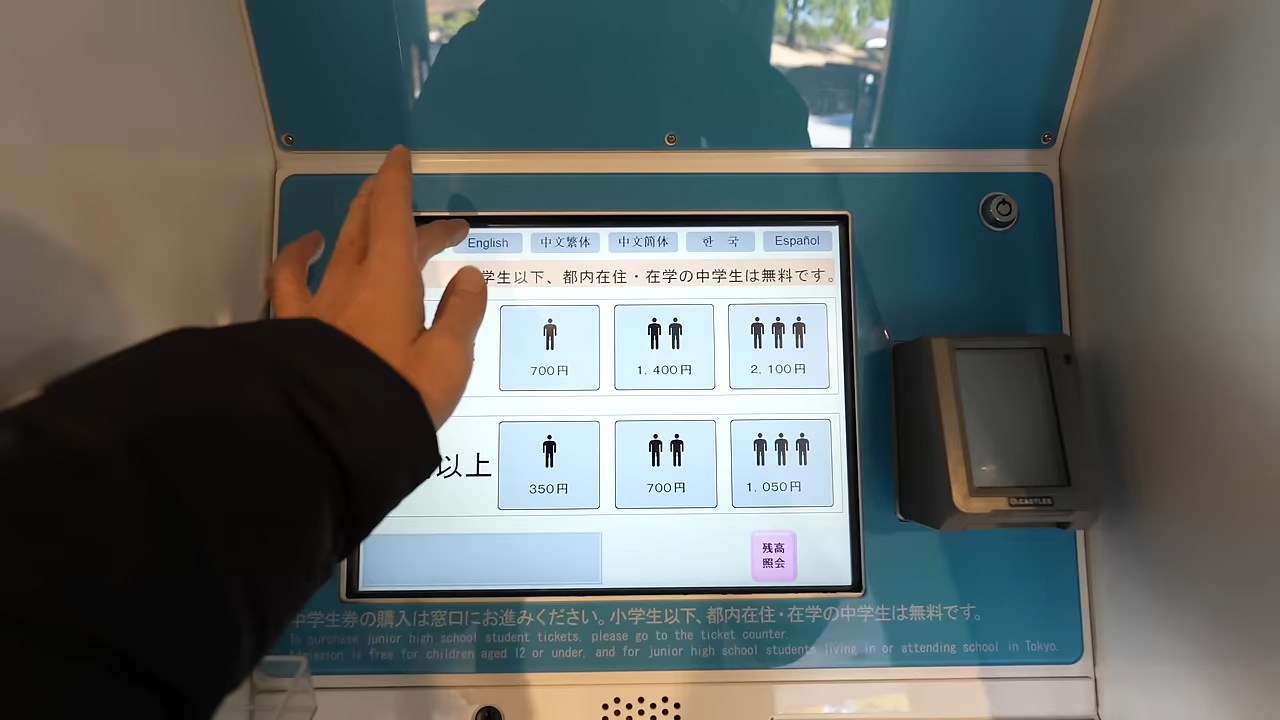 English 中文繁体 中文简体 한 국 Español
学生以下、都内在住・在学の中学生は無料です。
700円 1,400円 2,100円
以上
350円 700円 1,050円
残高
照会
中学生券の購入は窓口にお進みください。小学生以下、都内在住・在学の中学生は無料です。
To purchase junior high school student tickets, please go to the ticket counter.
Admission is free for children aged 12 or under, and for junior high school students living in or attending school in Tokyo.
CASTLES